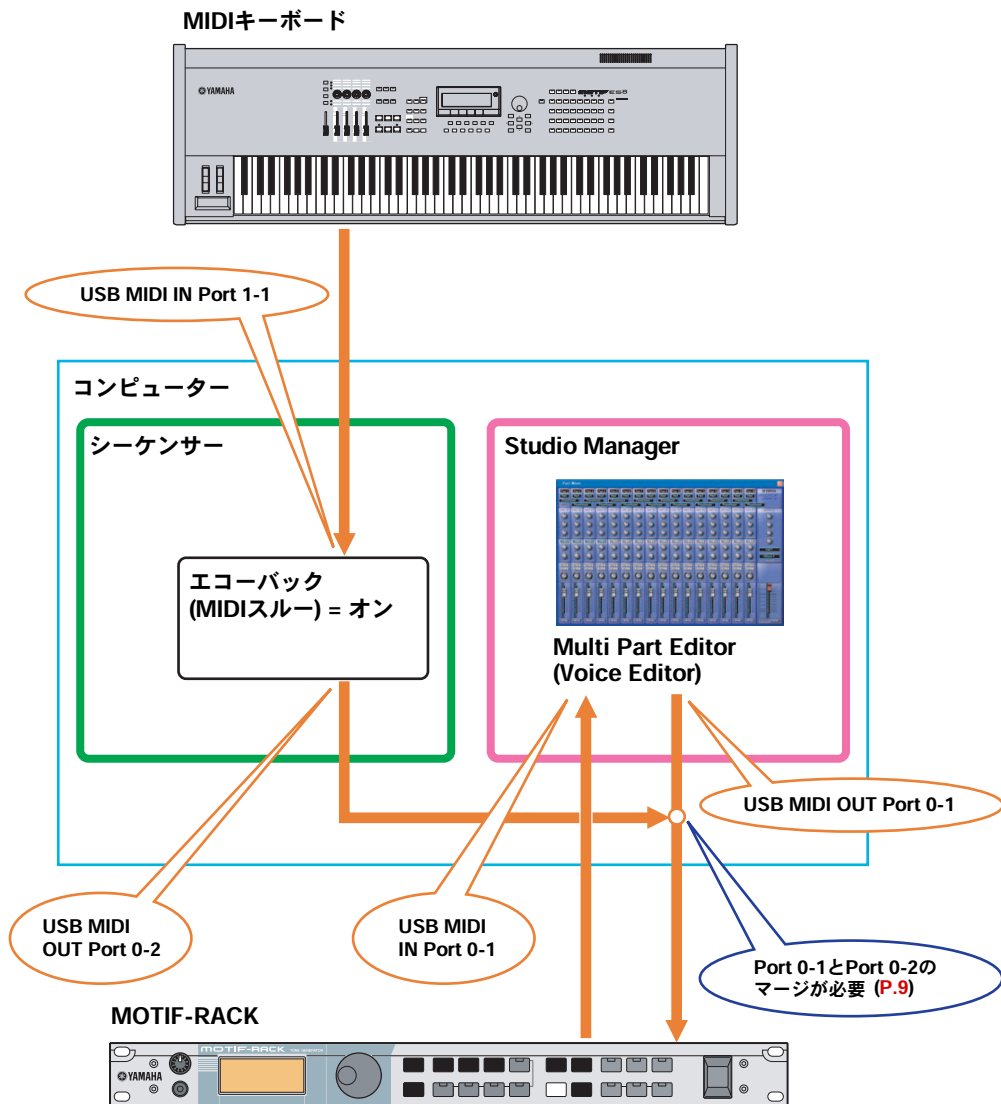 MIDIキーボード
YAMAHA
USB MIDI IN Port 1-1
コンピューター
シーケンサー
Studio Manager
エコーバック
(MIDIスルー) = オン
Multi Part Editor
(Voice Editor)
USB MIDI OUT Port 0-1
USB MIDI
OUT Port 0-2
USB MIDI
IN Port 0-1
Port 0-1とPort 0-2の
マージが必要 (P.9)
MOTIF-RACK
MOTIF-RACK TONE GENERATOR
YAMAHA